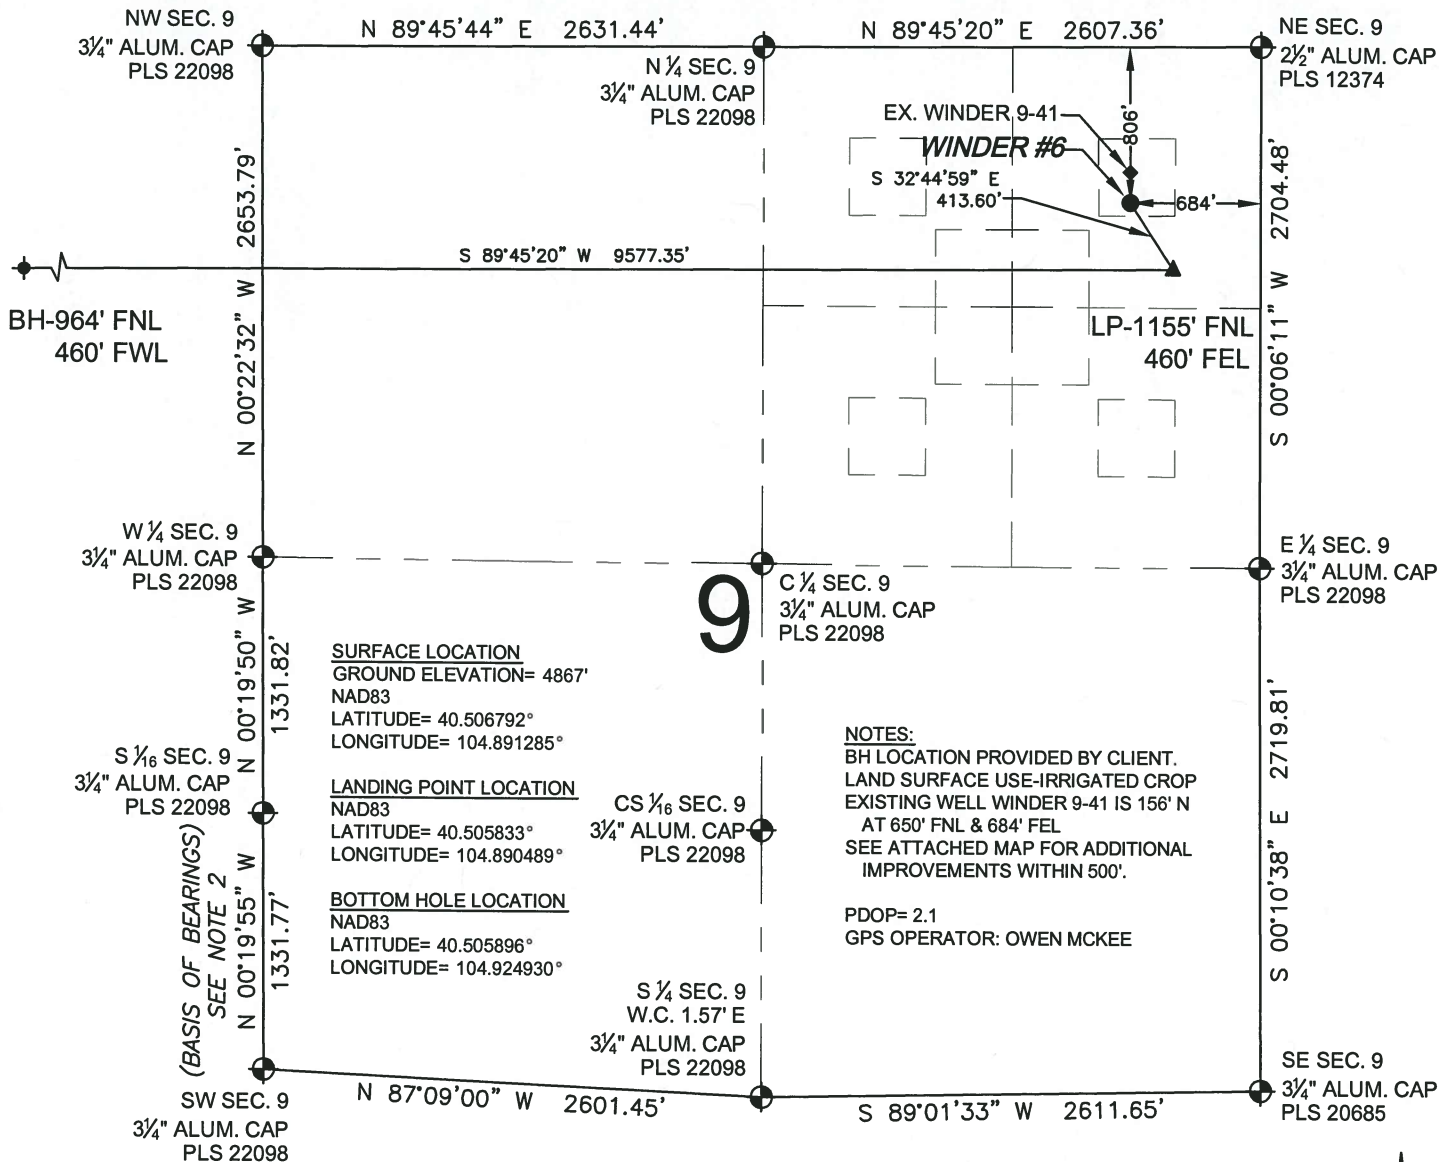 NW SEC. 9
3¼" ALUM. CAP
PLS 22098
N 89°45'44" E 2631.44'
N ¼ SEC. 9
3¼" ALUM. CAP
PLS 22098
N 89°45'20" E 2607.36'
NE SEC. 9
2½" ALUM. CAP
PLS 12374
EX. WINDER 9-41
WINDER #6
806'
S 32°44'59" E
413.60'
684'
N 00°22'32" W 2653.79'
S 89°45'20" W 9577.35'
S 00°06'11" W 2704.48'
BH-964' FNL
460' FWL
LP-1155' FNL
460' FEL
W ¼ SEC. 9
3¼" ALUM. CAP
PLS 22098
9
C ¼ SEC. 9
3¼" ALUM. CAP
PLS 22098
E ¼ SEC. 9
3¼" ALUM. CAP
PLS 22098
N 00°19'50" W
1331.82'
SURFACE LOCATION
GROUND ELEVATION= 4867'
NAD83
LATITUDE= 40.506792°
LONGITUDE= 104.891285°
LANDING POINT LOCATION
NAD83
LATITUDE= 40.505833°
LONGITUDE= 104.890489°
BOTTOM HOLE LOCATION
NAD83
LATITUDE= 40.505896°
LONGITUDE= 104.924930°
S 1⁄16 SEC. 9
3¼" ALUM. CAP
PLS 22098
CS 1⁄16 SEC. 9
3¼" ALUM. CAP
PLS 22098
NOTES:
BH LOCATION PROVIDED BY CLIENT.
LAND SURFACE USE-IRRIGATED CROP
EXISTING WELL WINDER 9-41 IS 156' N
AT 650' FNL & 684' FEL
SEE ATTACHED MAP FOR ADDITIONAL
IMPROVEMENTS WITHIN 500'.
PDOP= 2.1
GPS OPERATOR: OWEN MCKEE
S 00°10'38" E 2719.81'
(BASIS OF BEARINGS)
SEE NOTE 2
N 00°19'55" W
1331.77'
S ¼ SEC. 9
W.C. 1.57' E
3¼" ALUM. CAP
PLS 22098
SW SEC. 9
3¼" ALUM. CAP
PLS 22098
N 87°09'00" W 2601.45'
S 89°01'33" W 2611.65'
SE SEC. 9
3¼" ALUM. CAP
PLS 20685